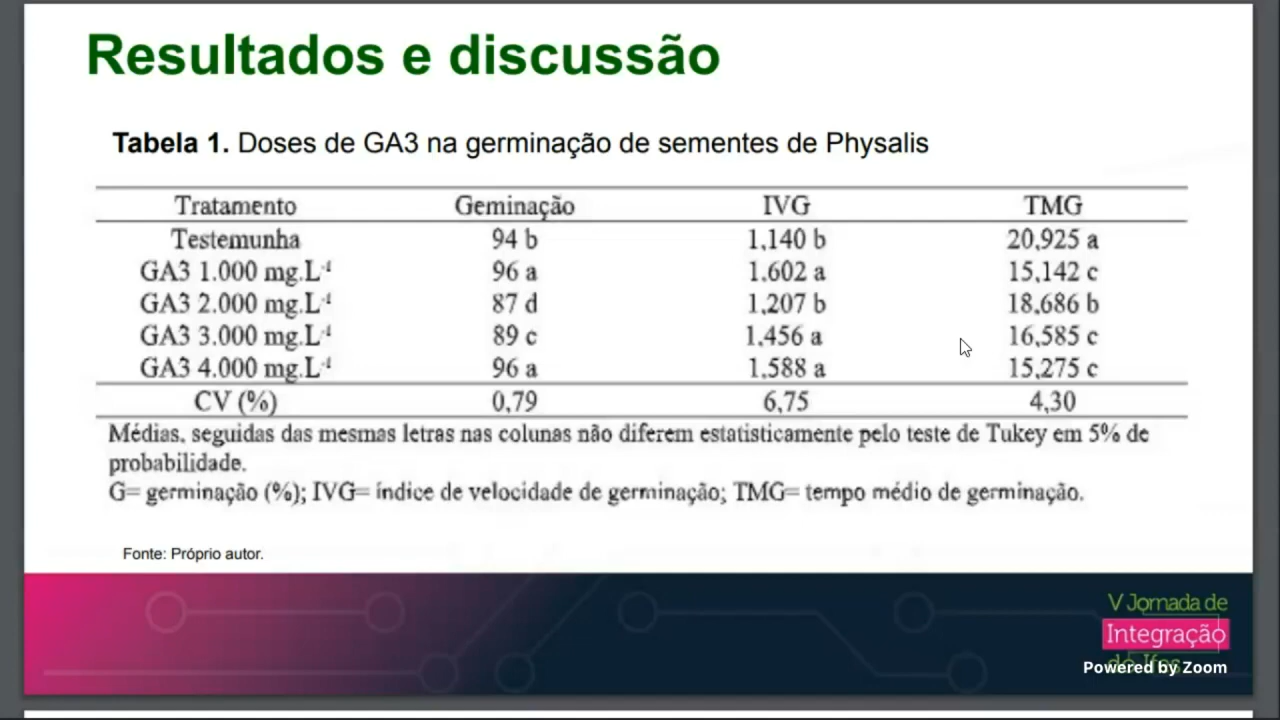 Resultados e discussão
Tabela 1. Doses de GA3 na germinação de sementes de Physalis
Tratamento Geminação IVG TMG
Testemunha 94 b 1,140 b 20,925 a
GA3 1.000 mg.L⁻¹ 96 a 1,602 a 15,142 c
GA3 2.000 mg.L⁻¹ 87 d 1,207 b 18,686 b
GA3 3.000 mg.L⁻¹ 89 c 1,456 a 16,585 c
GA3 4.000 mg.L⁻¹ 96 a 1,588 a 15,275 c
CV (%) 0,79 6,75 4,30
Médias, seguidas das mesmas letras nas colunas não diferem estatisticamente pelo teste de Tukey em 5% de
probabilidade.
G= germinação (%); IVG= índice de velocidade de germinação; TMG= tempo médio de germinação.
Fonte: Próprio autor.
V Jornada de
Integração
do Ifes
Powered by Zoom